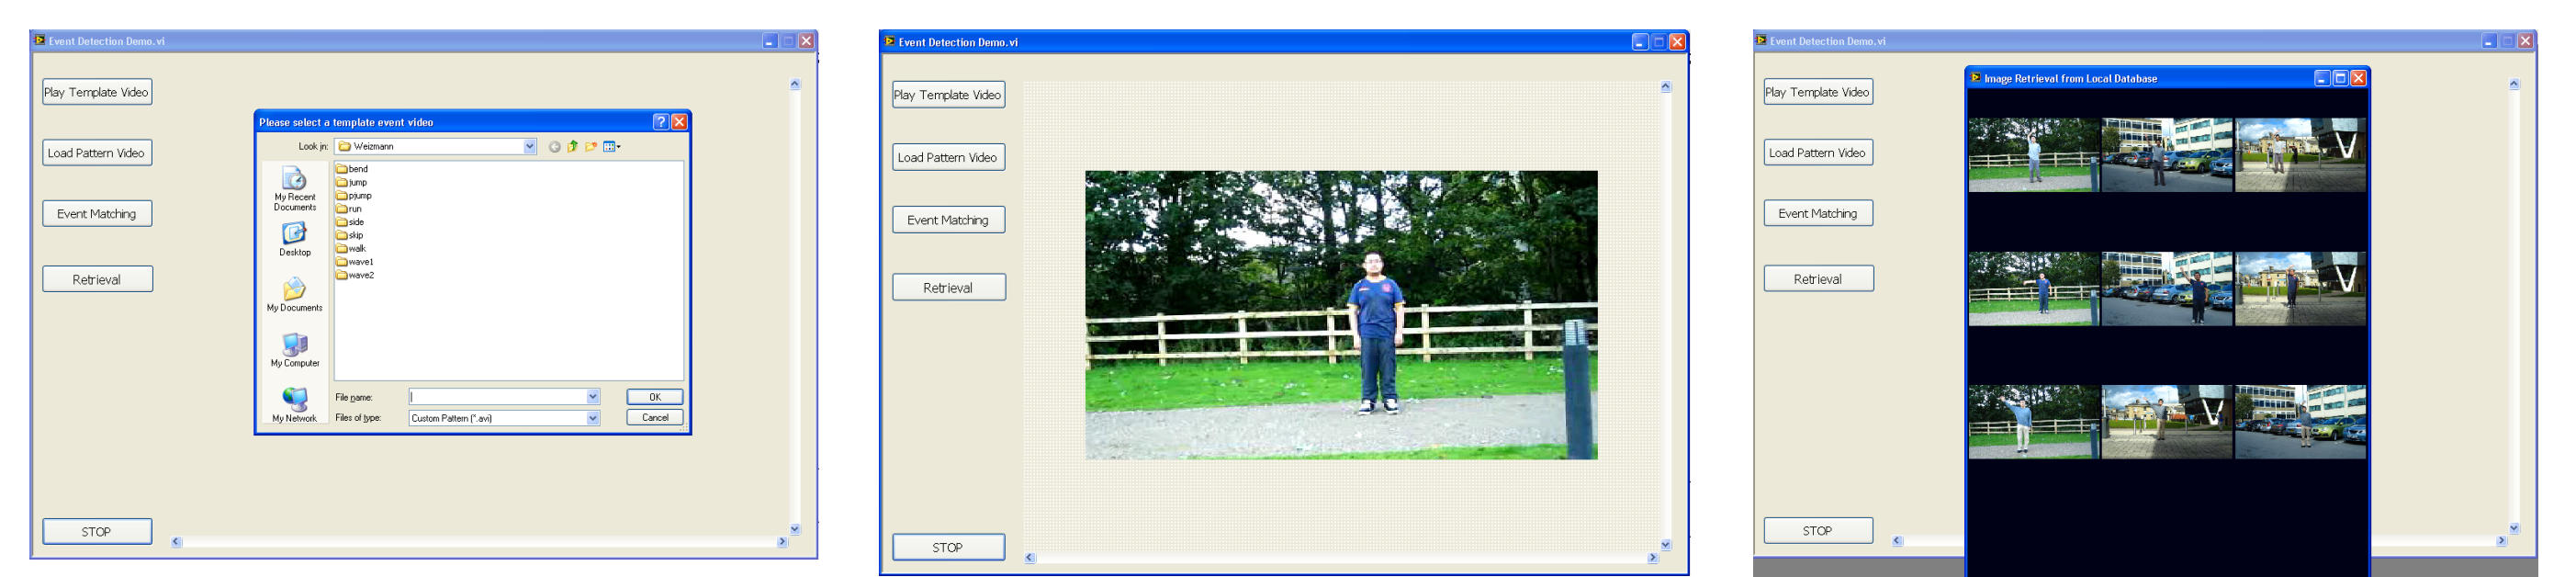 Event Detection Demo.vi
Play Template Video
Load Pattern Video
Event Matching
Retrieval
STOP
Please select a template event video
Look in:
Weizmann
My Recent
Documents
Desktop
My Documents
My Computer
My Network
bend
jump
pjump
run
side
skip
walk
wave1
wave2
File name:
OK
Files of type:
Custom Pattern (*.avi)
Cancel
Event Detection Demo.vi
Play Template Video
Load Pattern Video
Event Matching
Retrieval
STOP
Event Detection Demo.vi
Play Template Video
Load Pattern Video
Event Matching
Retrieval
STOP
Image Retrieval from Local Database